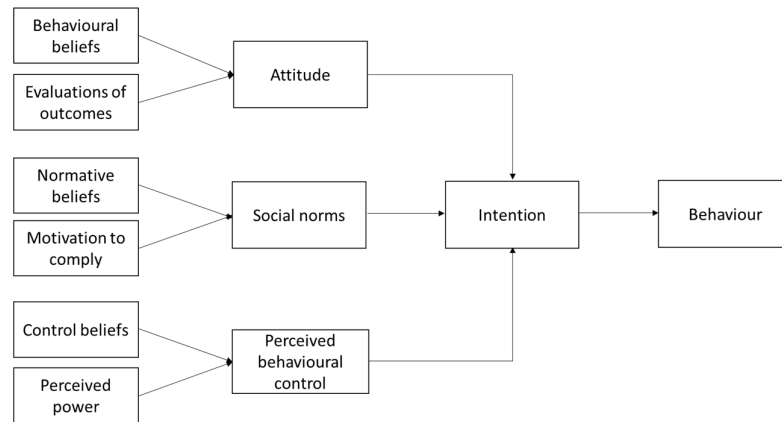 Behavioural
beliefs
Evaluations of
outcomes
Attitude
Normative
beliefs
Motivation to
comply
Social norms
Intention
Behaviour
Control beliefs
Perceived
power
Perceived
behavioural
control